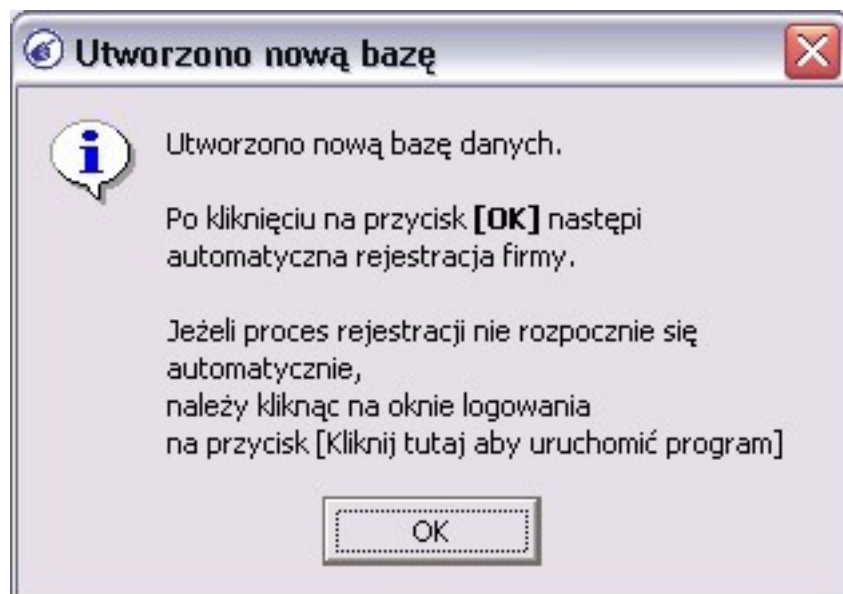 Utworzono nową bazę
Utworzono nową bazę danych.
Po kliknięciu na przycisk [OK] nastąpi
automatyczna rejestracja firmy.
Jeżeli proces rejestracji nie rozpocznie się
automatycznie,
należy kliknąc na oknie logowania
na przycisk [Kliknij tutaj aby uruchomić program]
OK